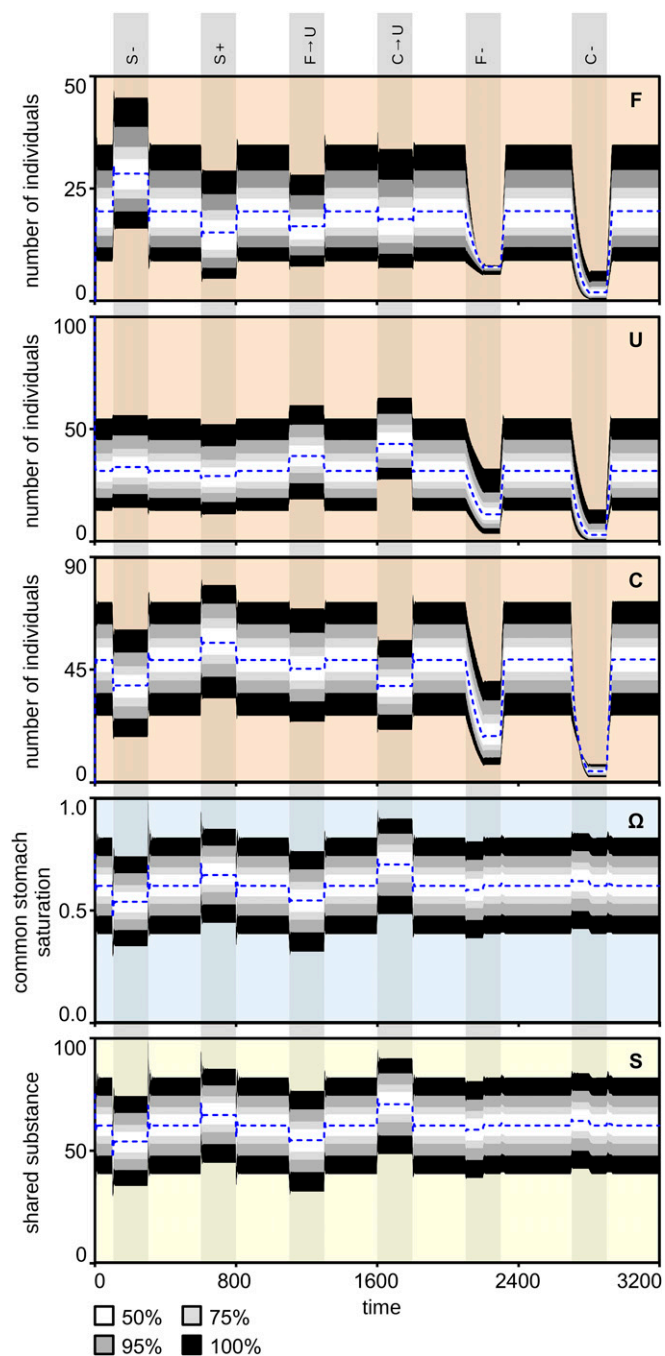 S- S+ F→U C→U F- C-
50 F
number of individuals
25
0
100 U
number of individuals
50
0
90 C
number of individuals
45
0
1.0 Ω
common stomach
saturation
0.5
0.0
100 S
shared substance
50
0
0 800 1600 2400 3200
time
50% 75%
95% 100%